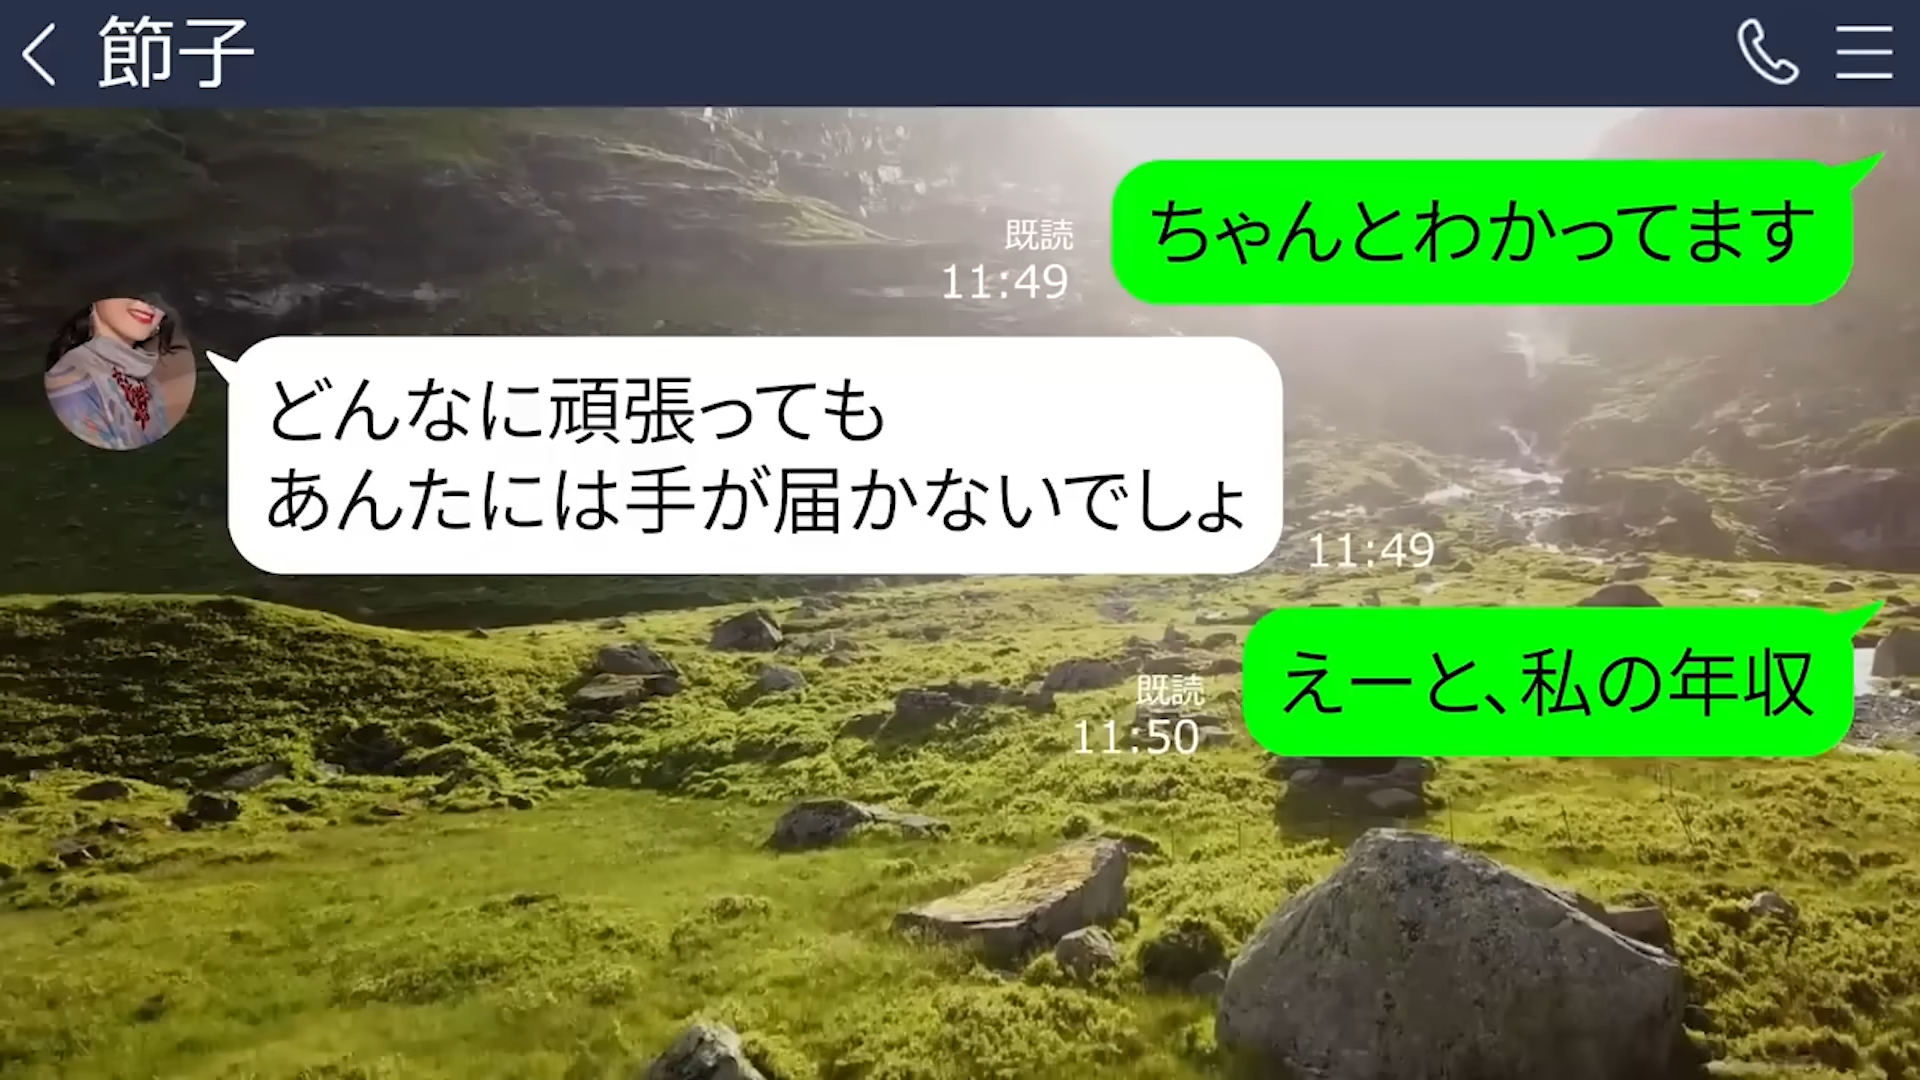 節子
ちゃんとわかってます
既読
11:49
どんなに頑張っても
あんたには手が届かないでしょ
11:49
えーと、私の年収
既読
11:50